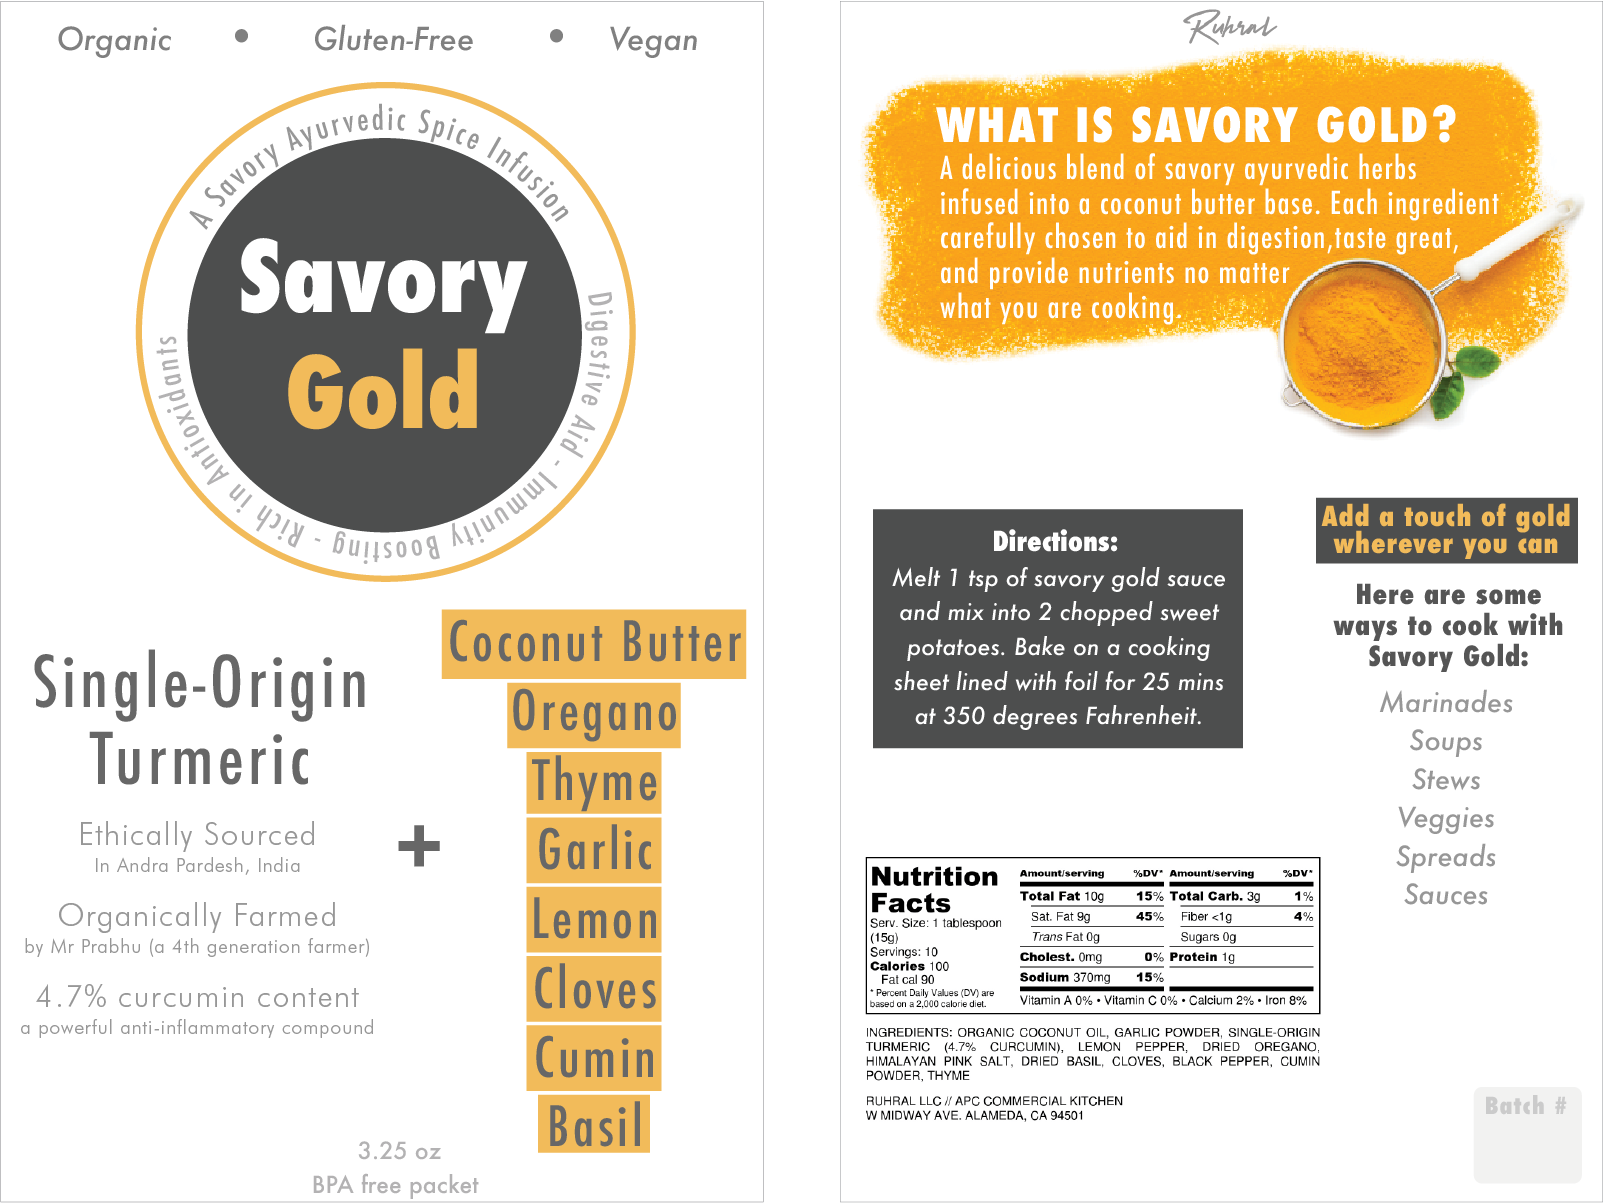 Organic • Gluten-Free • Vegan
A Savory Ayurvedic Spice Infusion
Digestive Aid - Immunity Boosting - Rich in Antioxidants
Savory
Gold
Single-Origin
Turmeric
Ethically Sourced
In Andra Pardesh, India
Organically Farmed
by Mr Prabhu (a 4th generation farmer)
4.7% curcumin content
a powerful anti-inflammatory compound
+
Coconut Butter
Oregano
Thyme
Garlic
Lemon
Cloves
Cumin
Basil
3.25 oz
BPA free packet
Ruhral
WHAT IS SAVORY GOLD?
A delicious blend of savory ayurvedic herbs
infused into a coconut butter base. Each ingredient
carefully chosen to aid in digestion,taste great,
and provide nutrients no matter
what you are cooking.
Directions:
Melt 1 tsp of savory gold sauce
and mix into 2 chopped sweet
potatoes. Bake on a cooking
sheet lined with foil for 25 mins
at 350 degrees Fahrenheit.
Add a touch of gold
wherever you can
Here are some
ways to cook with
Savory Gold:
Marinades
Soups
Stews
Veggies
Spreads
Sauces
Nutrition
Facts
Serv. Size: 1 tablespoon
(15g)
Servings: 10
Calories 100
Fat cal 90
* Percent Daily Values (DV) are
based on a 2,000 calorie diet.
Amount/serving %DV* Amount/serving %DV*
Total Fat 10g 15% Total Carb. 3g 1%
Sat. Fat 9g 45% Fiber <1g 4%
Trans Fat 0g Sugars 0g
Cholest. 0mg 0% Protein 1g
Sodium 370mg 15%
Vitamin A 0% • Vitamin C 0% • Calcium 2% • Iron 8%
INGREDIENTS: ORGANIC COCONUT OIL, GARLIC POWDER, SINGLE-ORIGIN
TURMERIC (4.7% CURCUMIN), LEMON PEPPER, DRIED OREGANO,
HIMALAYAN PINK SALT, DRIED BASIL, CLOVES, BLACK PEPPER, CUMIN
POWDER, THYME
RUHRAL LLC // APC COMMERCIAL KITCHEN
W MIDWAY AVE. ALAMEDA, CA 94501
Batch #